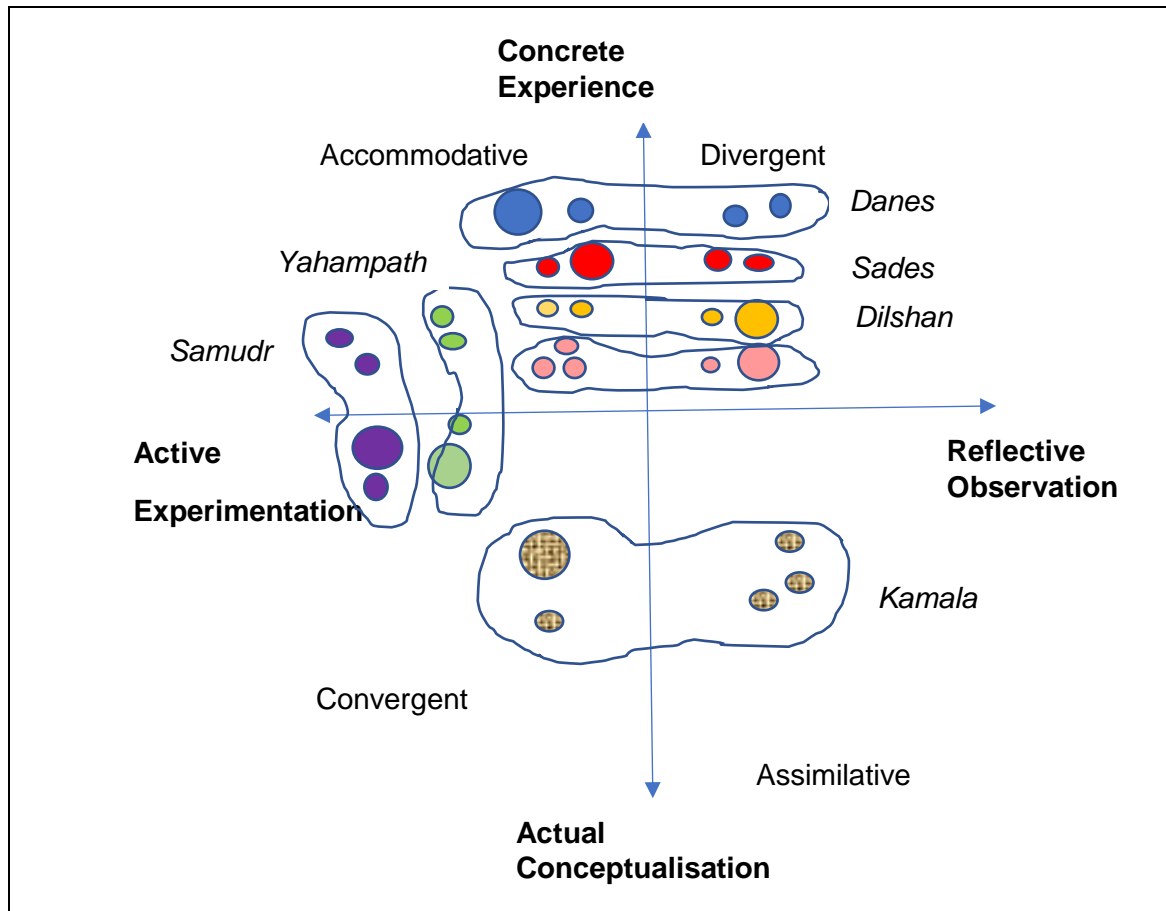 Concrete
Experience
Accommodative
Divergent
Danes
Yahampath
Sades
Dilshan
Samudr
Active
Experimentation
Reflective
Observation
Kamala
Convergent
Assimilative
Actual
Conceptualisation